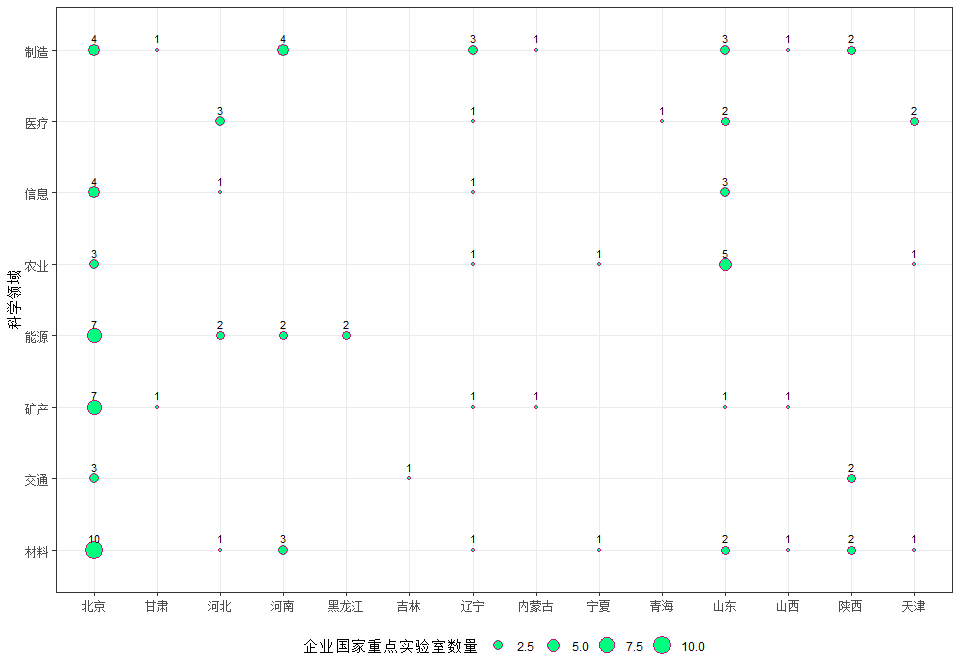 科学领域
制造 4 1 4 3 1 3 1 2
医疗 3 1 1 2 2
信息 4 1 1 3
农业 3 1 1 5 1
能源 7 2 2 2
矿产 7 1 1 1 1 1
交通 3 1 2
材料 10 1 3 1 1 2 1 2 1
北京 甘肃 河北 河南 黑龙江 吉林 辽宁 内蒙古 宁夏 青海 山东 山西 陕西 天津
企业国家重点实验室数量 2.5 5.0 7.5 10.0